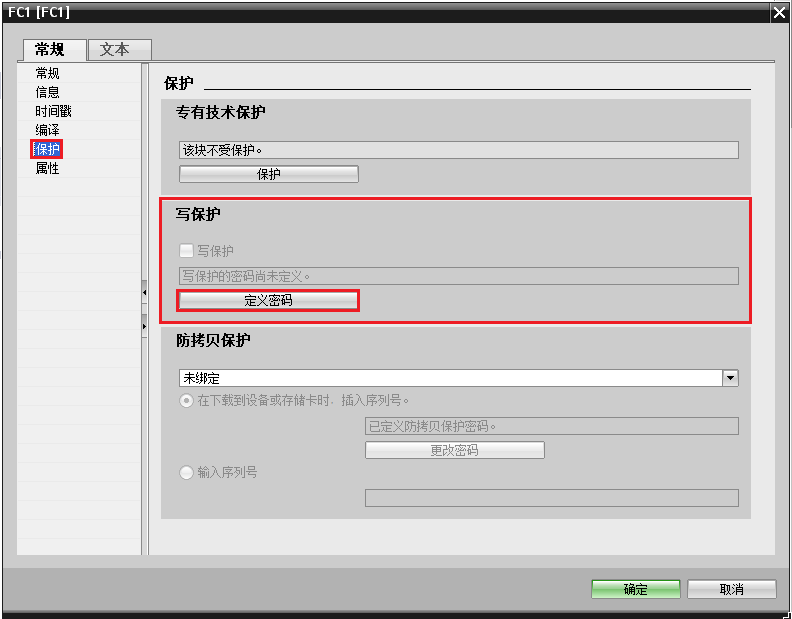 FC1 [FC1]
常规
文本
常规
信息
时间戳
编译
保护
属性
保护
专有技术保护
该块不受保护。
保护
写保护
写保护
写保护的密码尚未定义。
定义密码
防拷贝保护
未绑定
在下载到设备或存储卡时，插入序列号。
已定义防拷贝保护密码。
更改密码
输入序列号
确定
取消